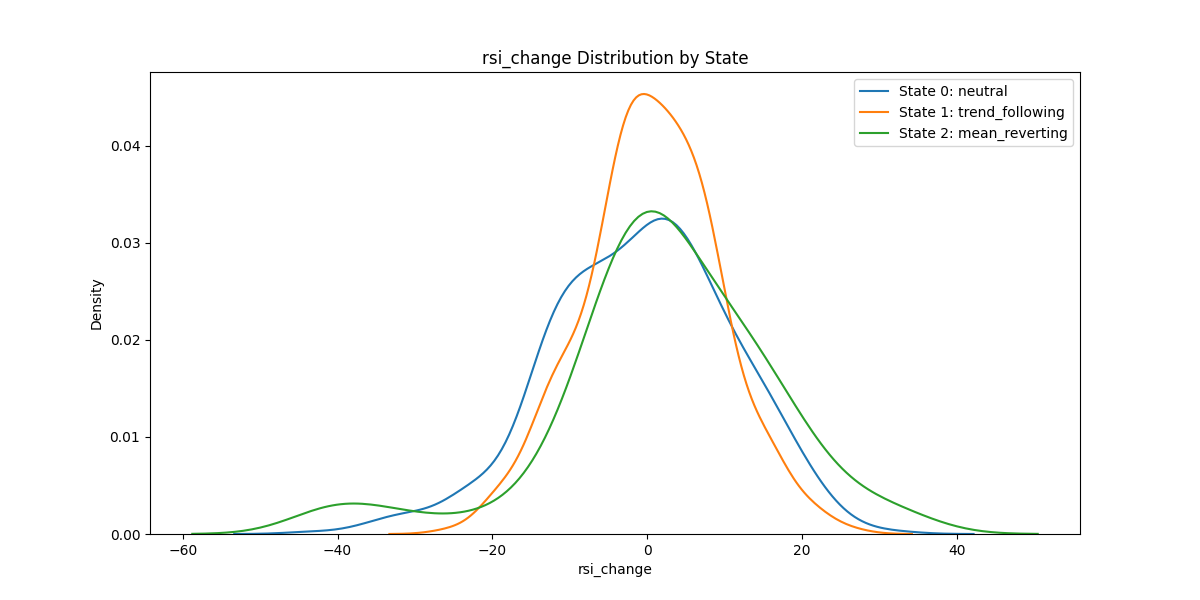 rsi_change Distribution by State
State 0: neutral
State 1: trend_following
State 2: mean_reverting
Density
0.04
0.03
0.02
0.01
0.00
−60
−40
−20
0
20
40
rsi_change